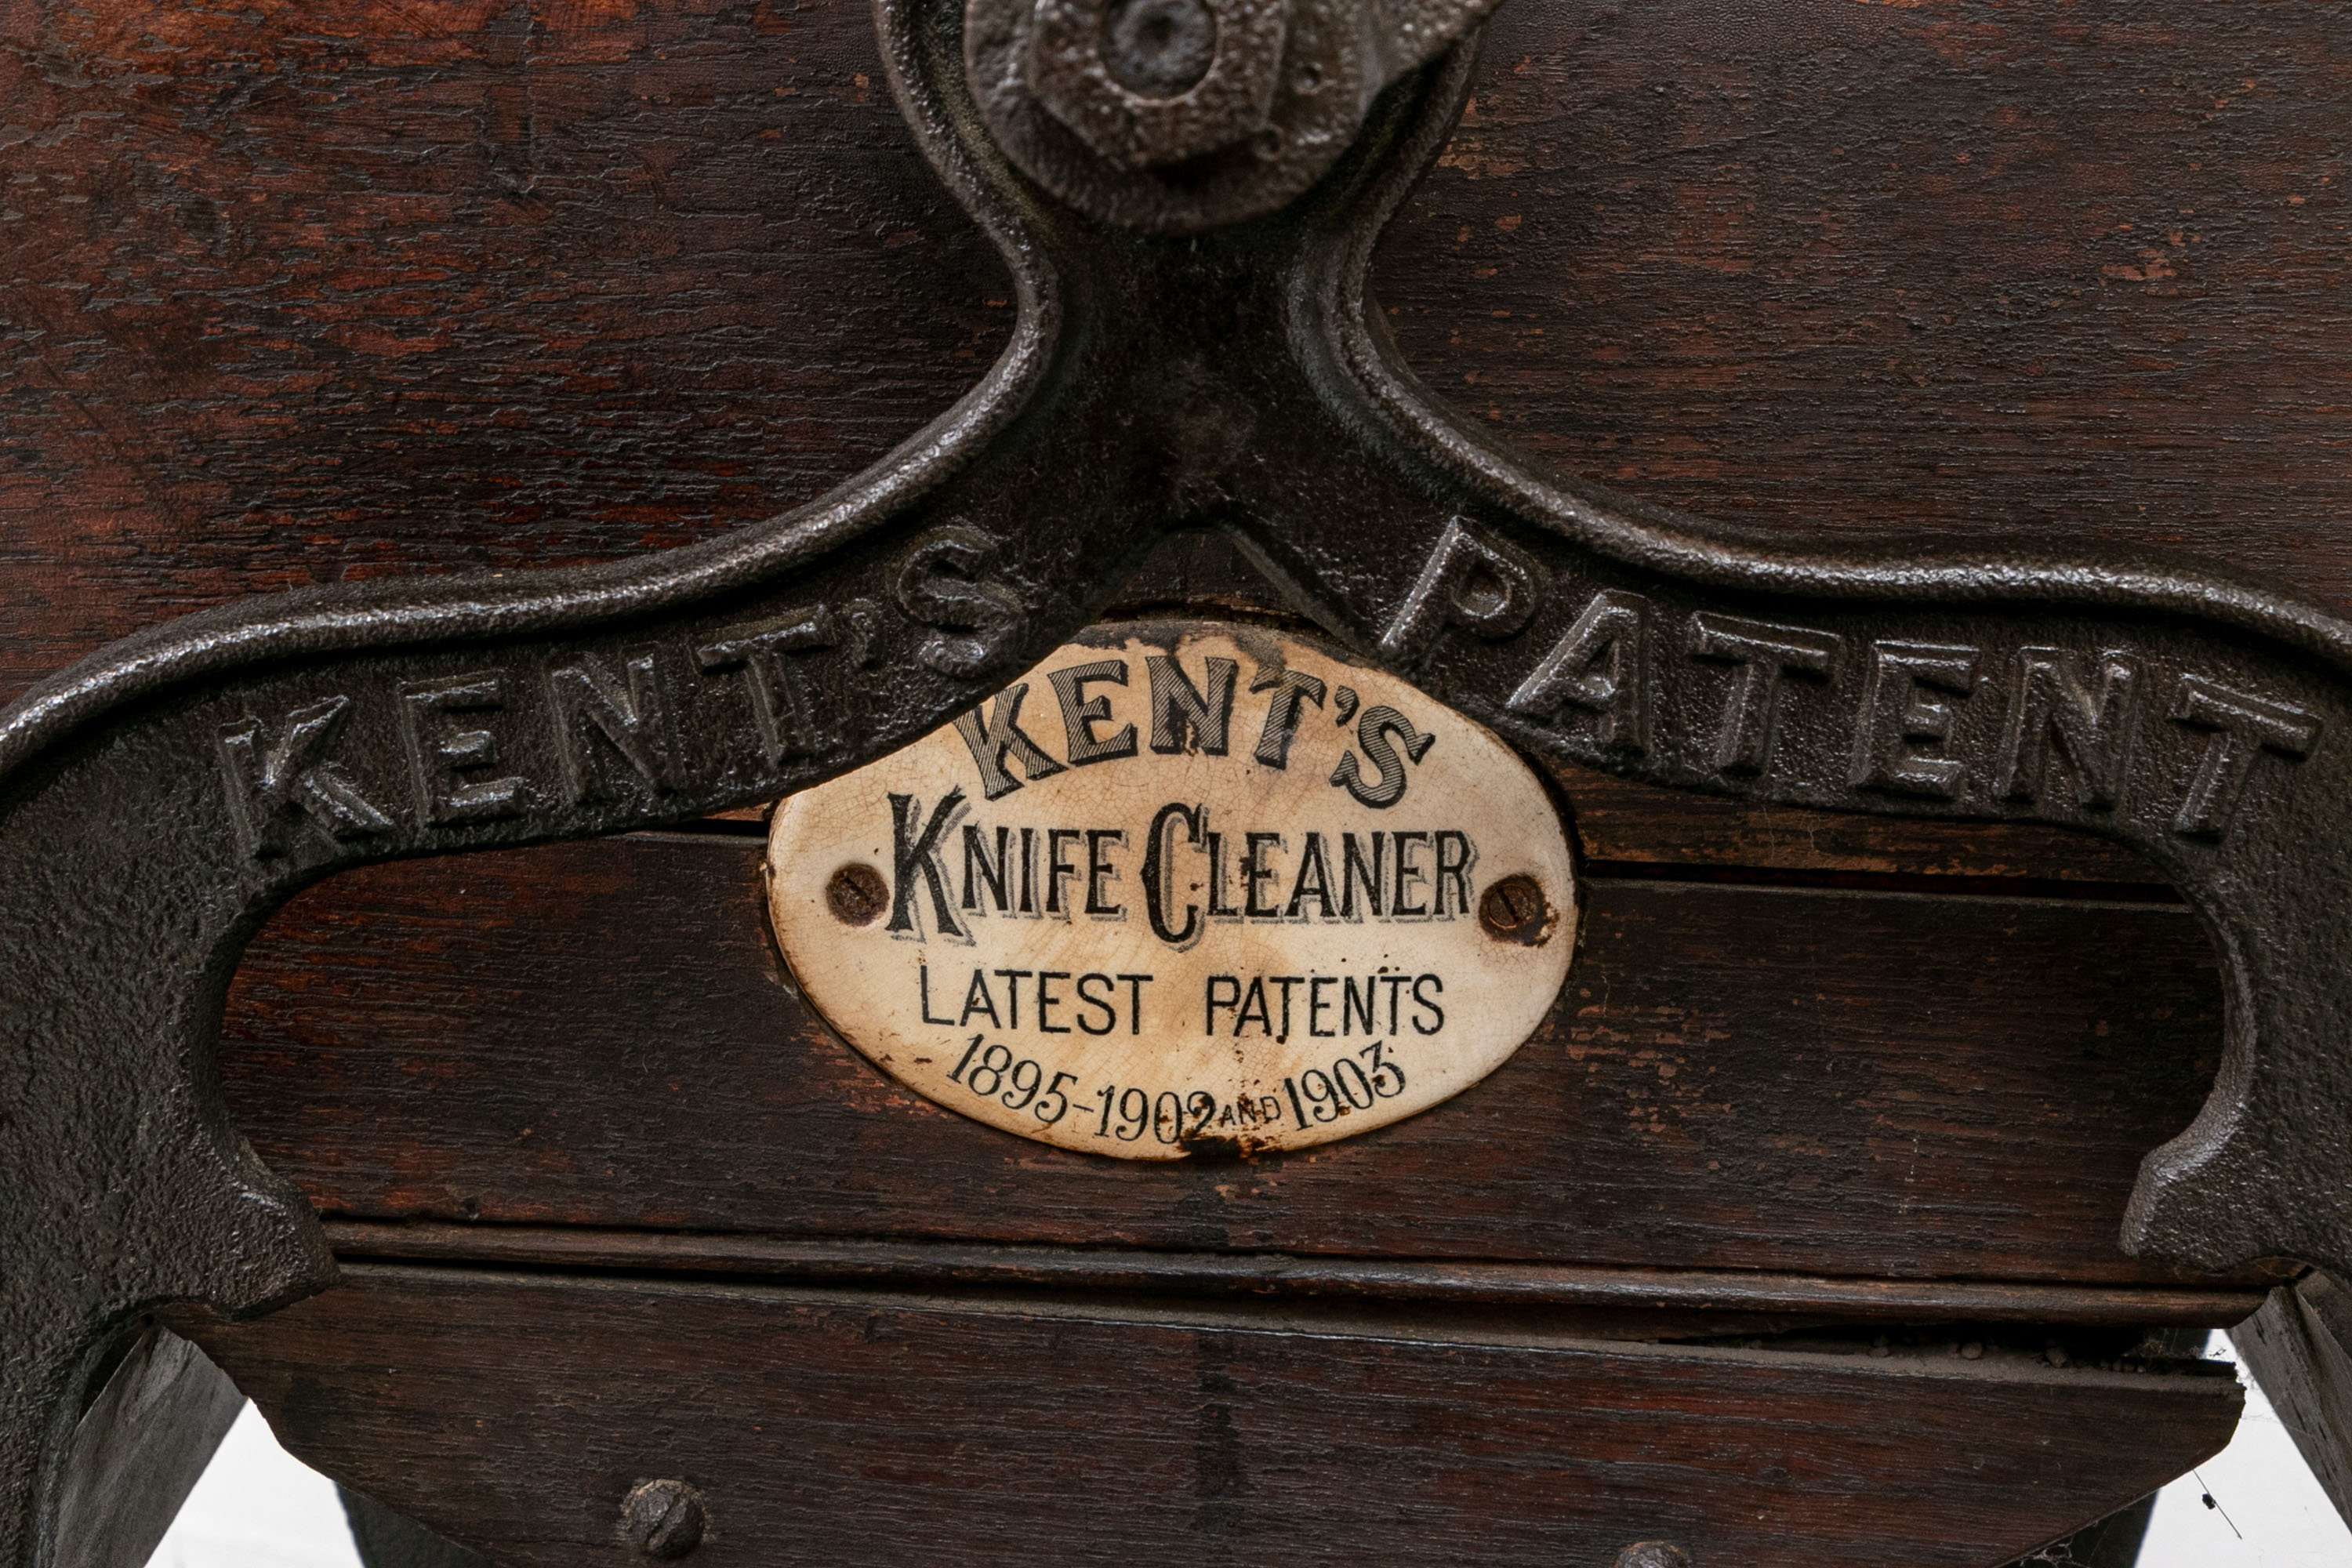 KENT'S PATENT
KENT'S
KNIFE CLEANER
LATEST PATENTS
1895-1902 AND 1903